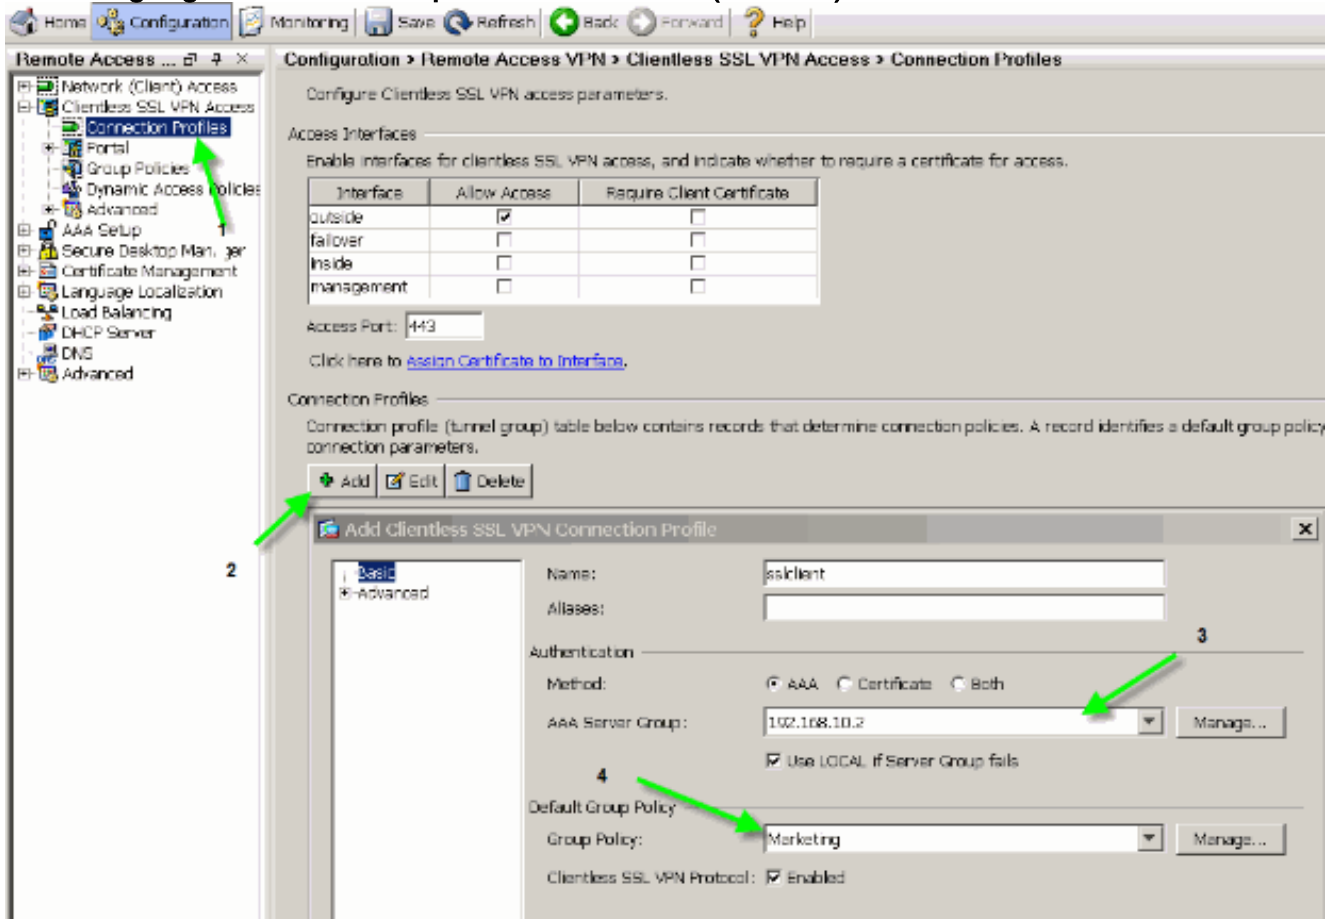 Home Configuration Monitoring Save Refresh Back Forward Help
Remote Access ...
Network (Client) Access
Clientless SSL VPN Access
Connection Profiles
Portal
Group Policies
Dynamic Access Policies
Advanced
AAA Setup
Secure Desktop Man. ger
Certificate Management
Language Localization
Load Balancing
DHCP Server
DNS
Advanced
1
Configuration > Remote Access VPN > Clientless SSL VPN Access > Connection Profiles
Configure Clientless SSL VPN access parameters.
Access Interfaces
Enable interfaces for clientless SSL VPN access, and indicate whether to require a certificate for access.
Interface Allow Access Require Client Certificate
outside
failover
inside
management
Access Port: 443
Click here to Assign Certificate to Interface.
Connection Profiles
Connection profile (tunnel group) table below contains records that determine connection policies. A record identifies a default group policy
connection parameters.
Add Edit Delete
2
Add Clientless SSL VPN Connection Profile
Basic
Advanced
Name: sslclient
Aliases:
3
Authentication
Method: AAA Certificate Both
AAA Server Group: 192.168.10.2 Manage...
Use LOCAL if Server Group fails
4
Default Group Policy
Group Policy: Marketing Manage...
Clientless SSL VPN Protocol: Enabled